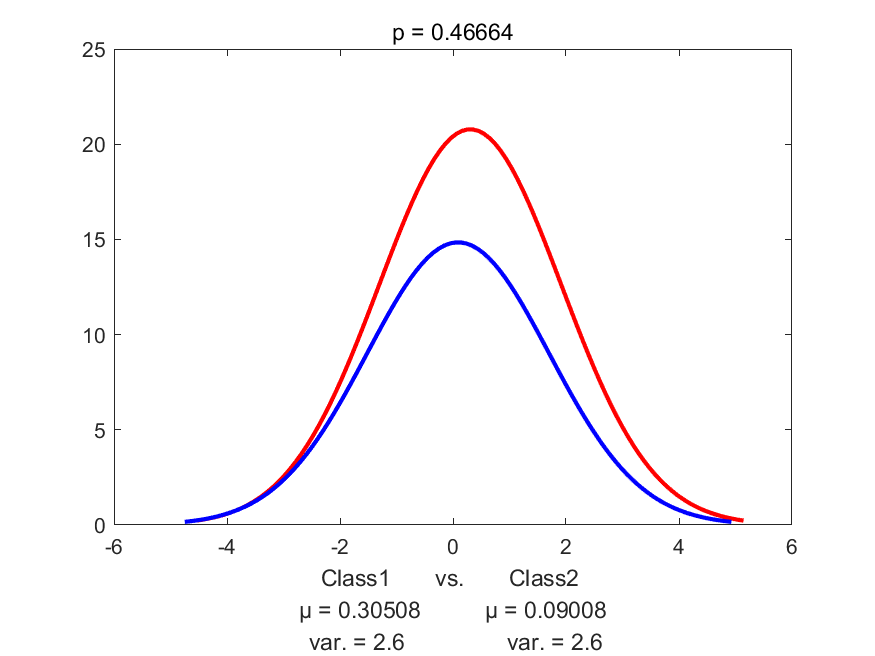 p = 0.46664
25
20
15
10
5
0
-6 -4 -2 0 2 4 6
Class1 vs. Class2
μ = 0.30508 μ = 0.09008
var. = 2.6 var. = 2.6